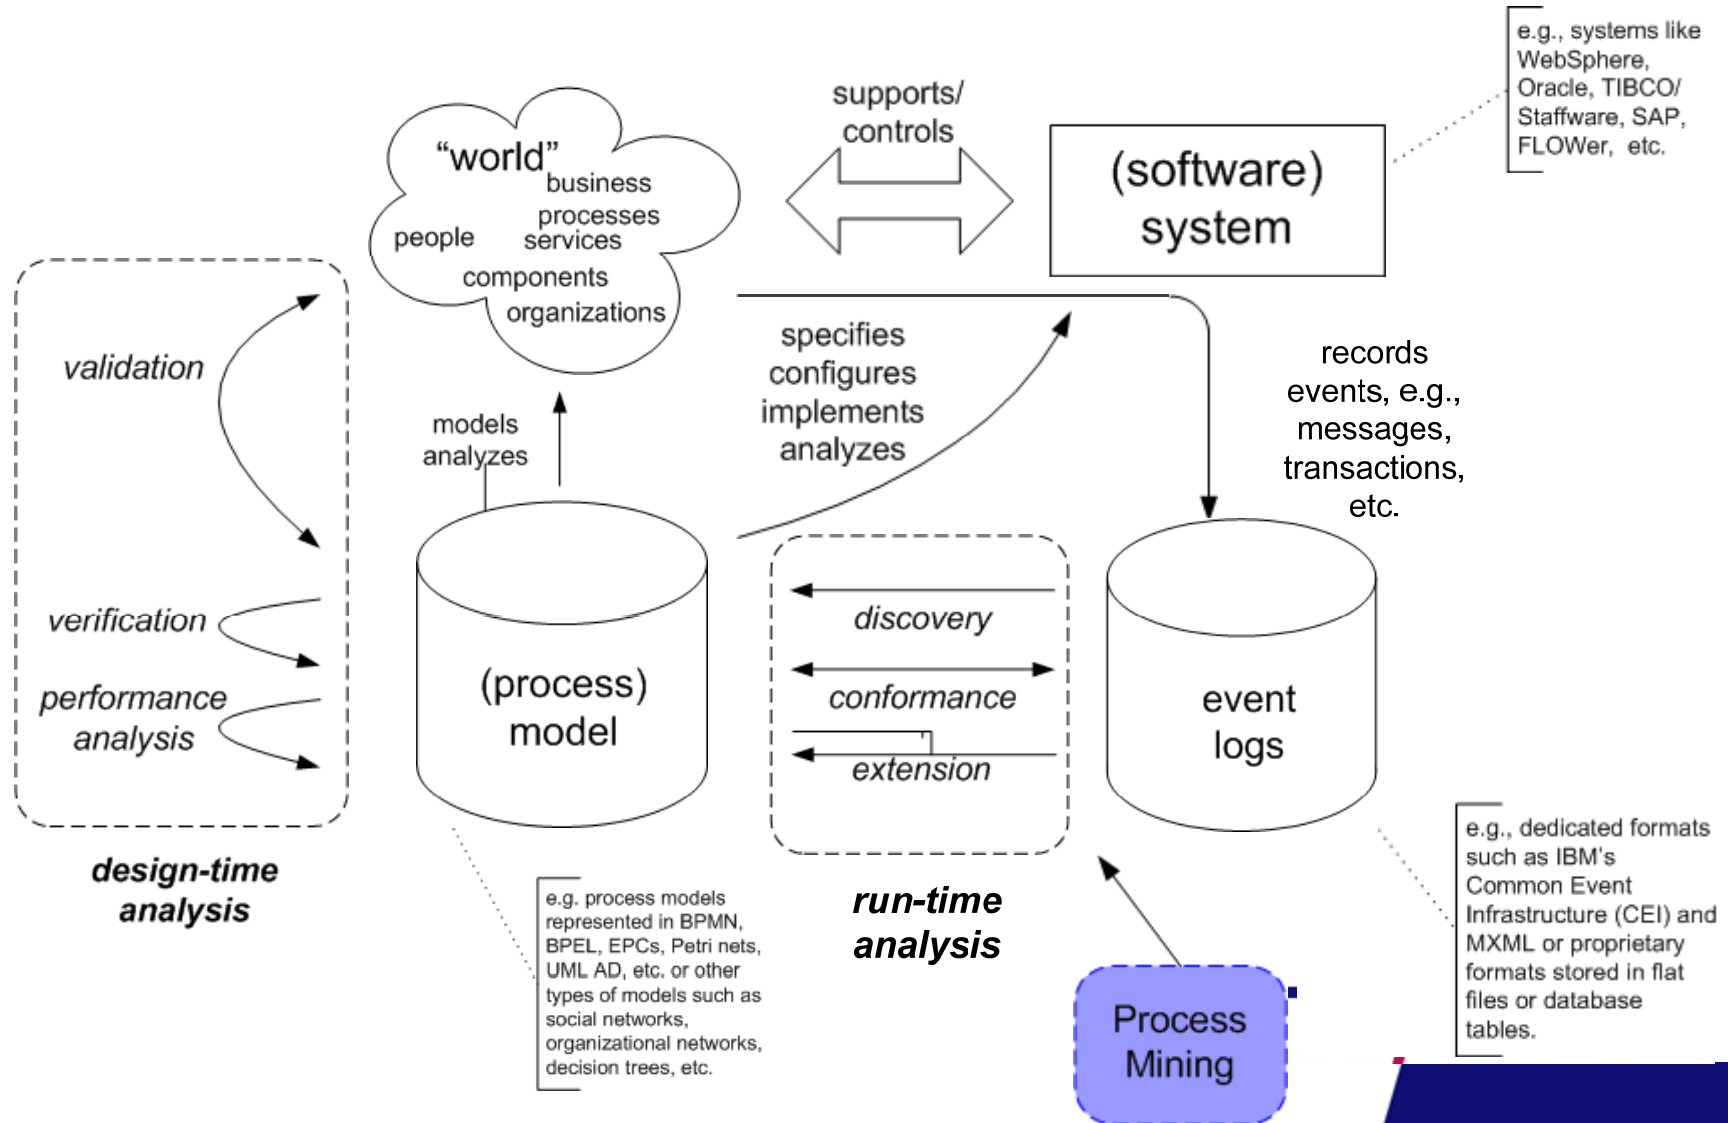 e.g., systems like
WebSphere,
Oracle, TIBCO/
Staffware, SAP,
FLOWer, etc.
supports/
controls
"world"
business
processes
people
services
components
organizations
(software)
system
validation
models
analyzes
specifies
configures
implements
analyzes
records
events, e.g.,
messages,
transactions,
etc.
verification
performance
analysis
(process)
model
discovery
conformance
extension
event
logs
design-time
analysis
run-time
analysis
e.g. process models
represented in BPMN,
BPEL, EPCs, Petri nets,
UML AD, etc. or other
types of models such as
social networks,
organizational networks,
decision trees, etc.
e.g., dedicated formats
such as IBM's
Common Event
Infrastructure (CEI) and
MXML or proprietary
formats stored in flat
files or database
tables.
Process
Mining